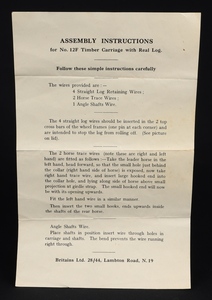 ASSEMBLY INSTRUCTIONS
for No. 12F Timber Carriage with Real Log.
Follow these simple instructions carefully
The wires provided are:—
4 Straight Log Retaining Wires;
2 Horse Trace Wires;
1 Angle Shafts Wire.
The 4 straight log wires should be inserted in the 2 top
cross bars of the wheel frames (one pin at each corner) and
are intended to stop the log from rolling off. (See picture
on lid).
The 2 horse trace wires (note there are right and left
hand) are fitted as follows:—Take the leader horse in the
left hand, head forward, so that the small hole just behind
the collar (right hand side of horse) is exposed, now take
right hand trace wire, and insert large hooked end into
the collar hole, and lying along side of horse above small
projection or girdle strap. The small hooked end will now
be with its opening upwards.
Fit the left hand wire in a similar manner.
Then insert the two small hooks, ends upwards inside
the shafts of the rear horse.
Angle Shafts Wire.
Place shafts in position insert wire through holes in
carriage and shafts. The bend prevents the wire running
right through.
Britains Ltd. 28/44, Lambton Road, N.19